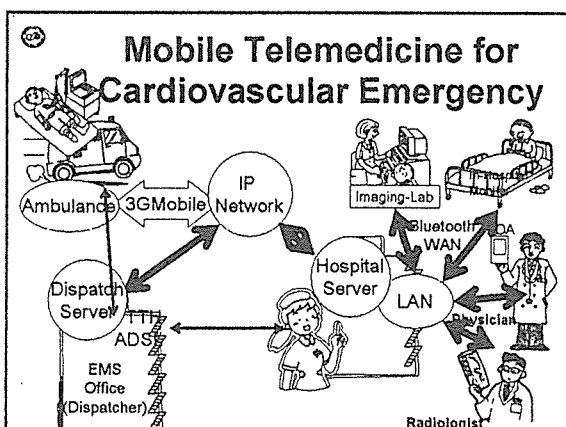 Mobile Telemedicine for
Cardiovascular Emergency
Imaging-Lab
Ambulance
3GMobile
IP
Network
Bluetooth
WAN
Hospital
Server
LAN
Dispatch
Server
ADS
EMS
Office
(Dispatcher)
Physician
Radiologist